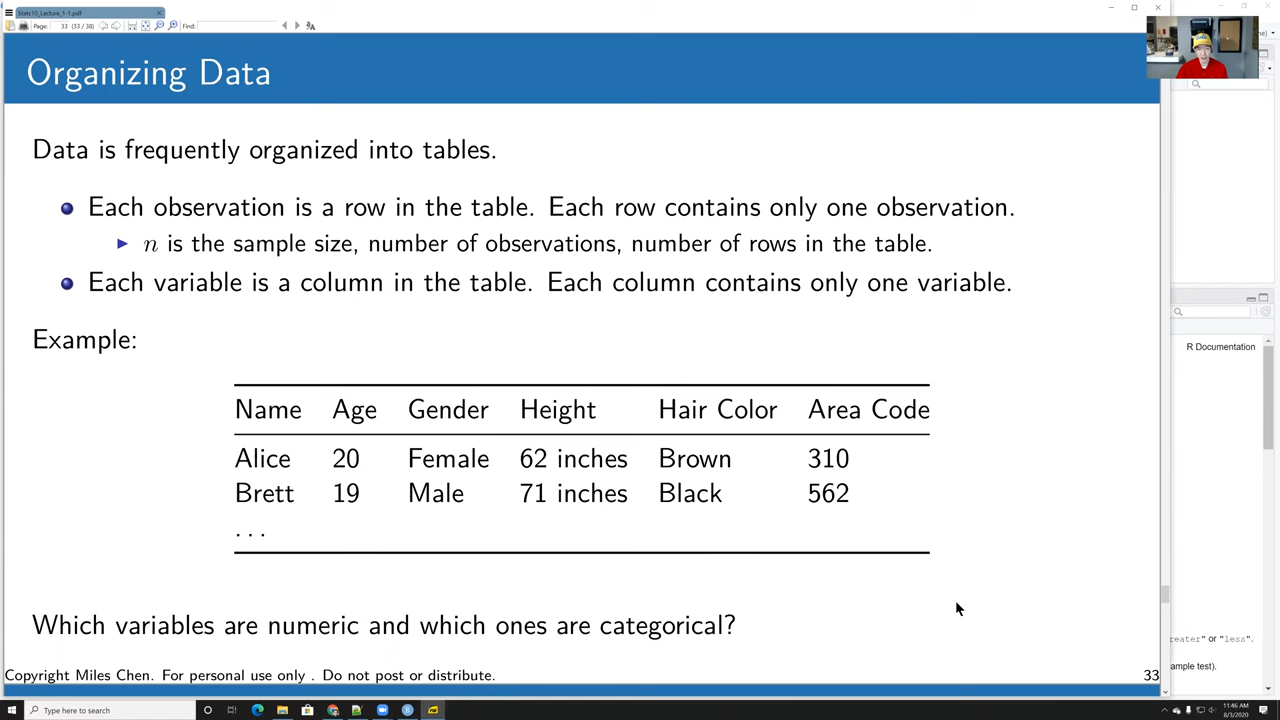 Stats10_Lecture_1-1.pdf
Page: 33 (33 / 38) Find:
Organizing Data
Data is frequently organized into tables.
Each observation is a row in the table. Each row contains only one observation.
n is the sample size, number of observations, number of rows in the table.
Each variable is a column in the table. Each column contains only one variable.
Example:
Name Age Gender Height Hair Color Area Code
Alice 20 Female 62 inches Brown 310
Brett 19 Male 71 inches Black 562
. . .
Which variables are numeric and which ones are categorical?
Copyright Miles Chen. For personal use only . Do not post or distribute.
33
R Documentation
reater" or "less".
ample test).
Type here to search
11:46 AM
8/3/2020